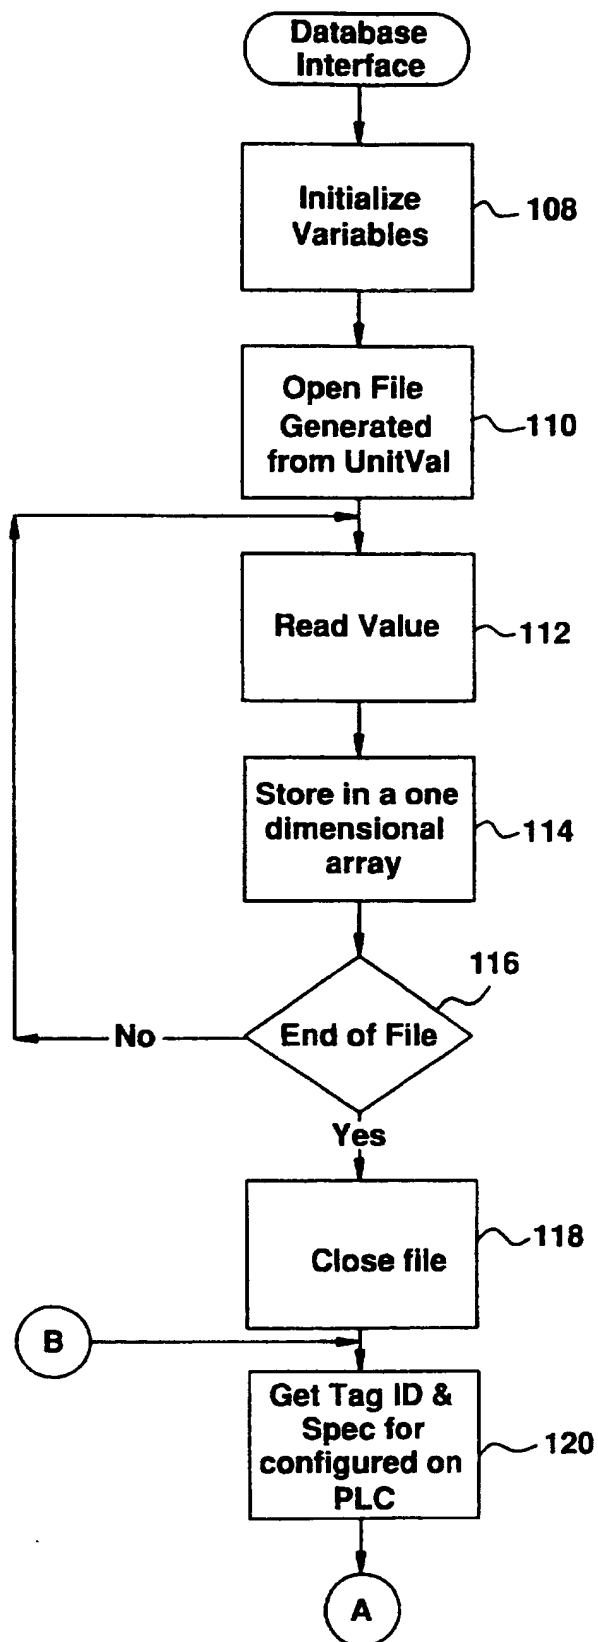 Database
Interface
Initialize
Variables
108
Open File
Generated
from UnitVal
110
Read Value
112
Store in a one
dimensional
array
114
116
End of File
No
Yes
Close file
118
B
Get Tag ID &
Spec for
configured on
PLC
120
A